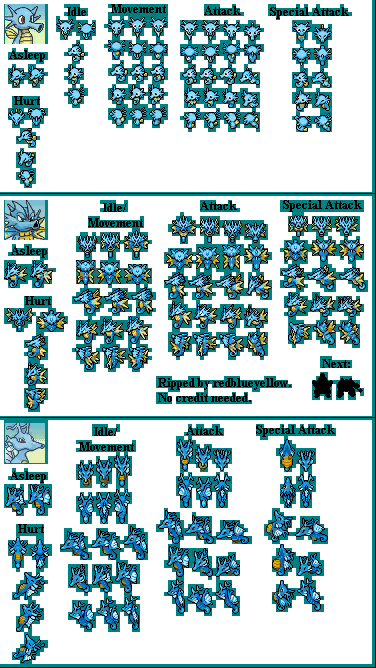 Idle
Movement
Attack
Special Attack
Asleep
Hurt
Idle/
Movement
Attack
Special Attack
Asleep
Hurt
Next:
Ripped by redblueyellow.
No credit needed.
Idle/
Movement
Attack
Special Attack
Asleep
Hurt